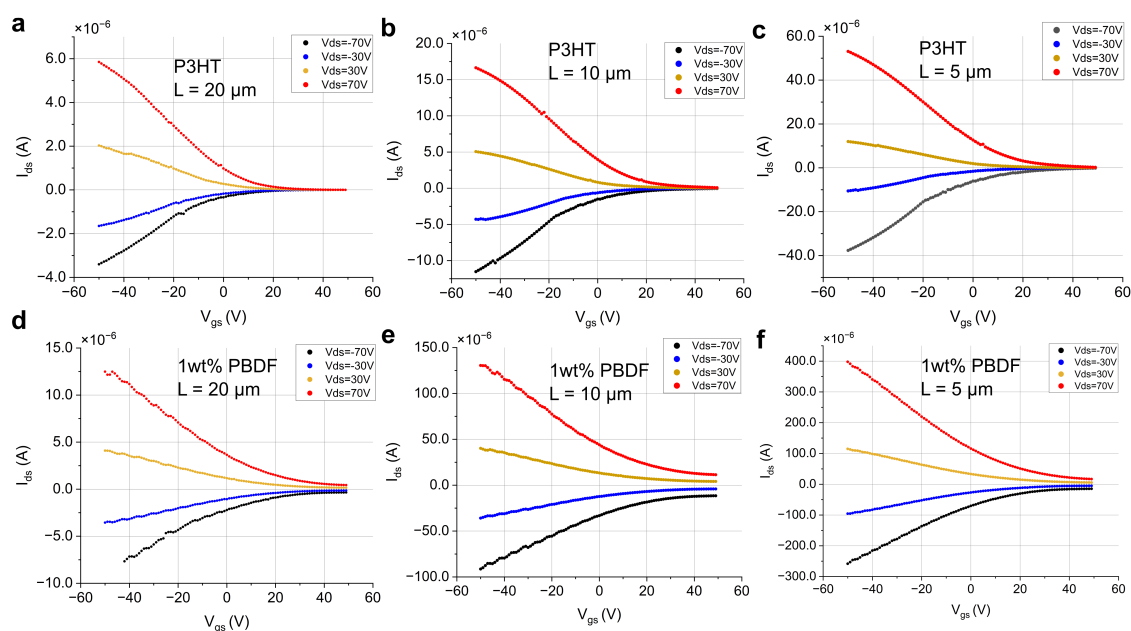 a
×10⁻⁶
6.0
4.0
2.0
0.0
−2.0
−4.0
−60 −40 −20 0 20 40 60
I_ds (A)
V_gs (V)
P3HT
L = 20 µm
Vds=-70V
Vds=-30V
Vds=30V
Vds=70V
b
×10⁻⁶
20.0
15.0
10.0
5.0
0.0
−5.0
−10.0
−60 −40 −20 0 20 40 60
I_ds (A)
V_gs (V)
P3HT
L = 10 µm
Vds=-70V
Vds=-30V
Vds=30V
Vds=70V
c
×10⁻⁶
60.0
40.0
20.0
0.0
−20.0
−40.0
−60 −40 −20 0 20 40 60
I_ds (A)
V_gs (V)
P3HT
L = 5 µm
Vds=-70V
Vds=-30V
Vds=30V
Vds=70V
d
×10⁻⁶
15.0
10.0
5.0
0.0
−5.0
−10.0
−60 −40 −20 0 20 40 60
I_ds (A)
V_gs (V)
1wt% PBDF
L = 20 µm
Vds=-70V
Vds=-30V
Vds=30V
Vds=70V
e
×10⁻⁶
150.0
100.0
50.0
0.0
−50.0
−100.0
−60 −40 −20 0 20 40 60
I_ds (A)
V_gs (V)
1wt% PBDF
L = 10 µm
Vds=-70V
Vds=-30V
Vds=30V
Vds=70V
f
×10⁻⁶
400.0
300.0
200.0
100.0
0.0
−100.0
−200.0
−300.0
−60 −40 −20 0 20 40 60
I_ds (A)
V_gs (V)
1wt% PBDF
L = 5 µm
Vds=-70V
Vds=-30V
Vds=30V
Vds=70V